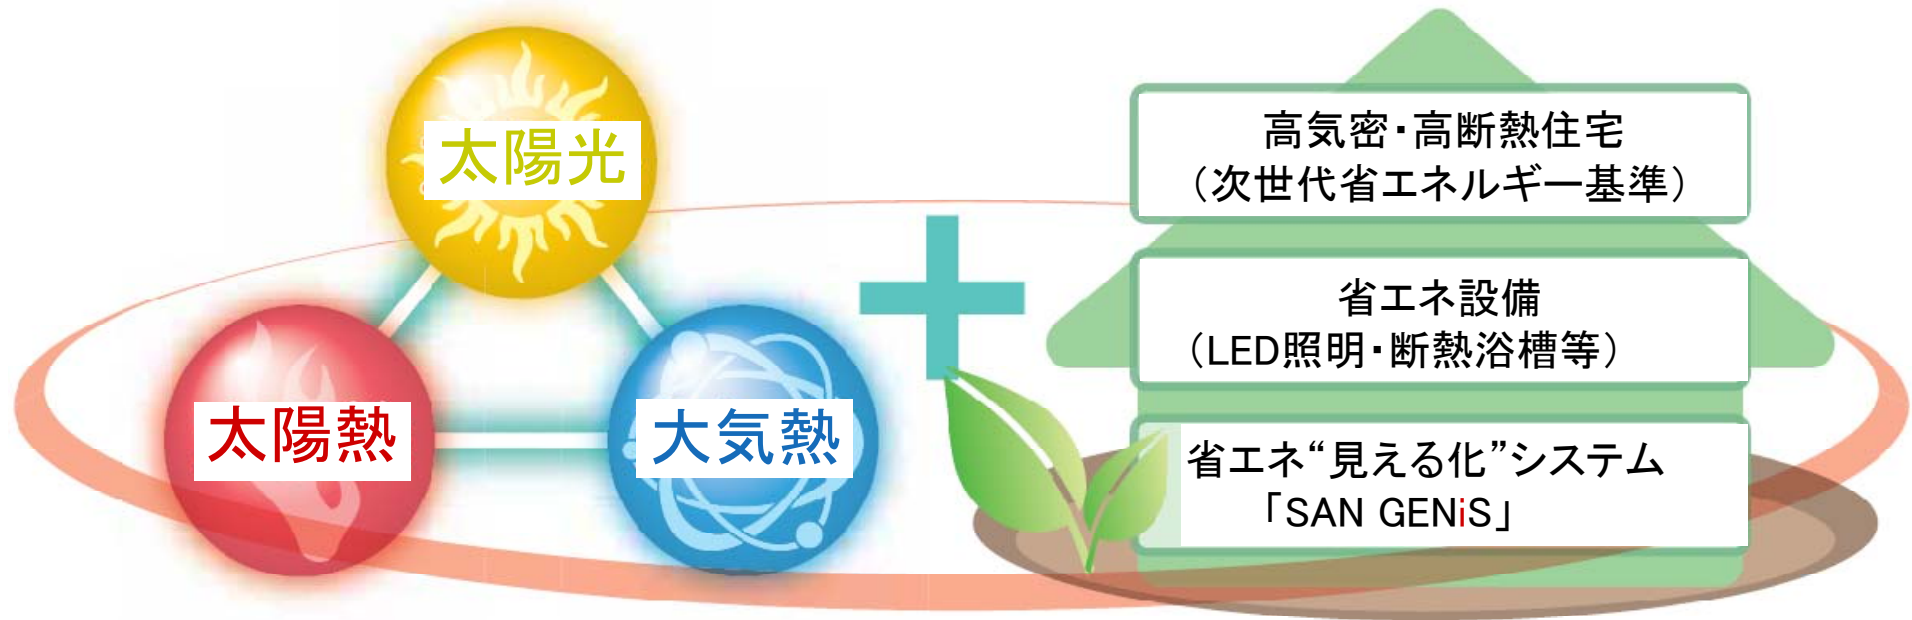 太陽光
太陽熱
大気熱
高気密・高断熱住宅
（次世代省エネルギー基準）
省エネ設備
（LED照明・断熱浴槽等）
省エネ“見える化”システム
「SAN GENiS」